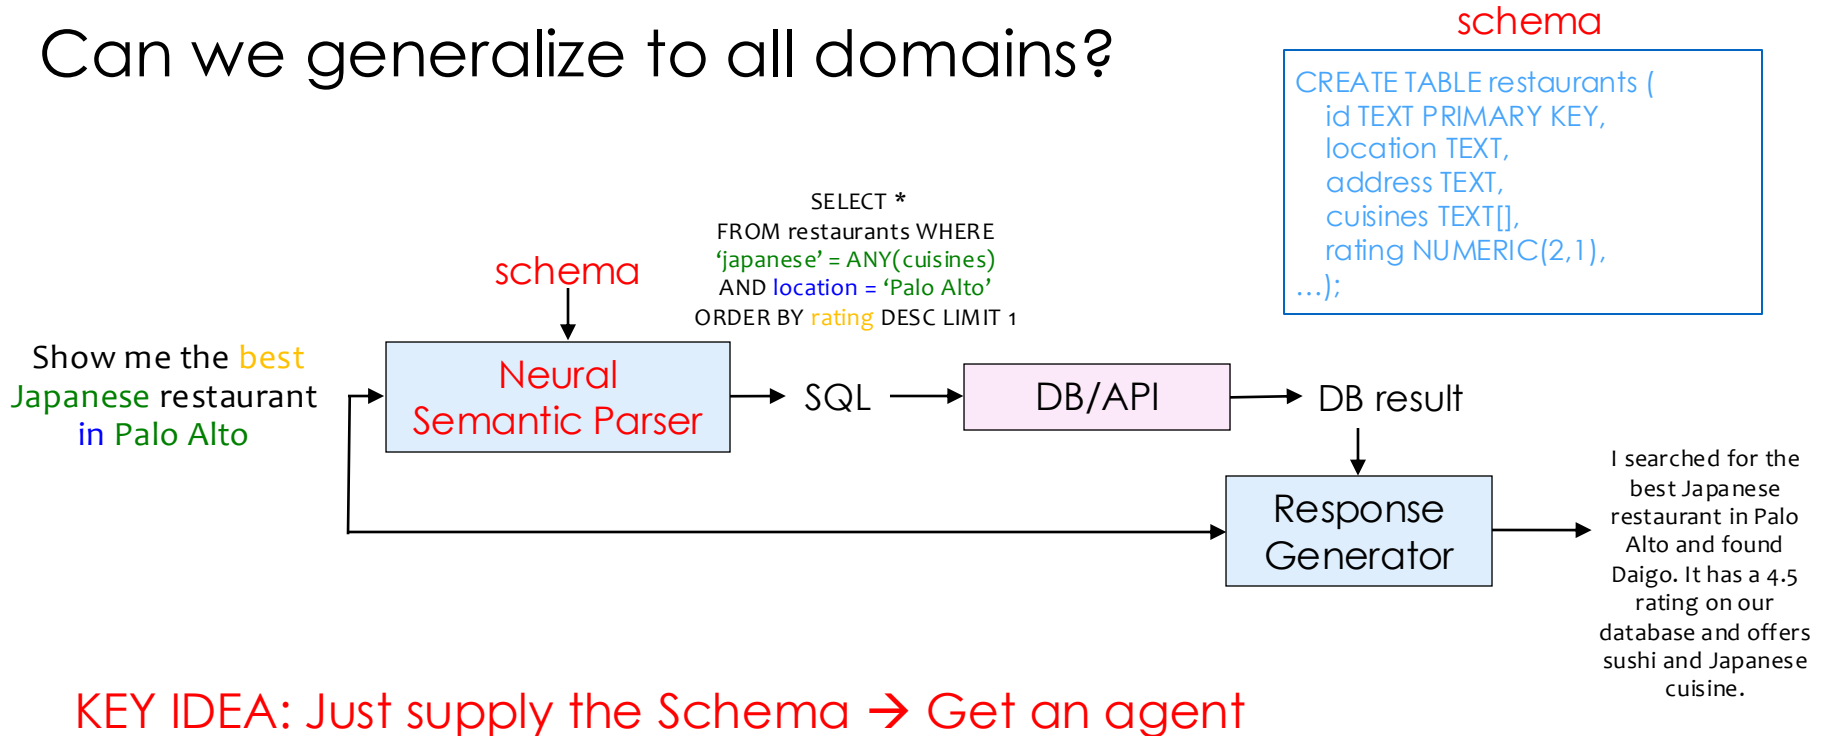 Can we generalize to all domains?
schema
CREATE TABLE restaurants (
id TEXT PRIMARY KEY,
location TEXT,
address TEXT,
cuisines TEXT[],
rating NUMERIC(2,1),
…);
SELECT *
FROM restaurants WHERE
‘japanese’ = ANY(cuisines)
AND location = ‘Palo Alto’
ORDER BY rating DESC LIMIT 1
schema
Show me the best
Japanese restaurant
in Palo Alto
Neural
Semantic Parser
SQL
DB/API
DB result
Response
Generator
I searched for the
best Japanese
restaurant in Palo
Alto and found
Daigo. It has a 4.5
rating on our
database and offers
sushi and Japanese
cuisine.
KEY IDEA: Just supply the Schema → Get an agent